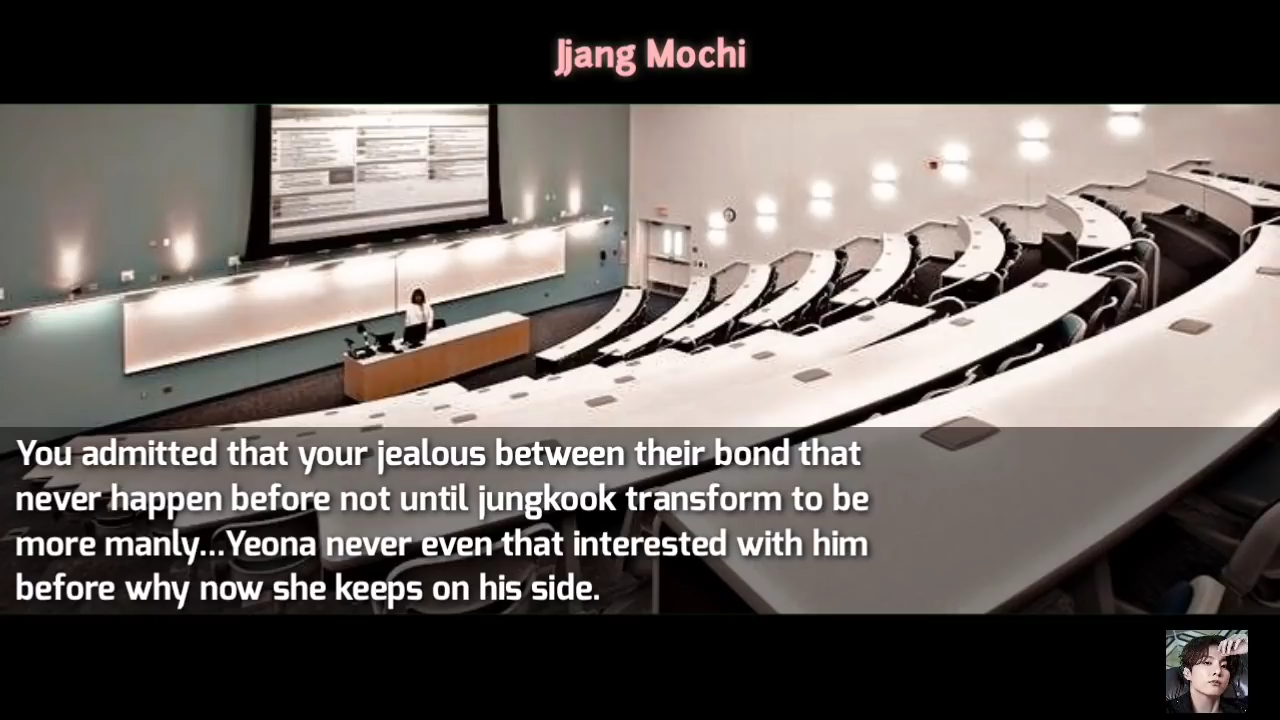 Jjang Mochi
You admitted that your jealous between their bond that
never happen before not until jungkook transform to be
more manly...Yeona never even that interested with him
before why now she keeps on his side.